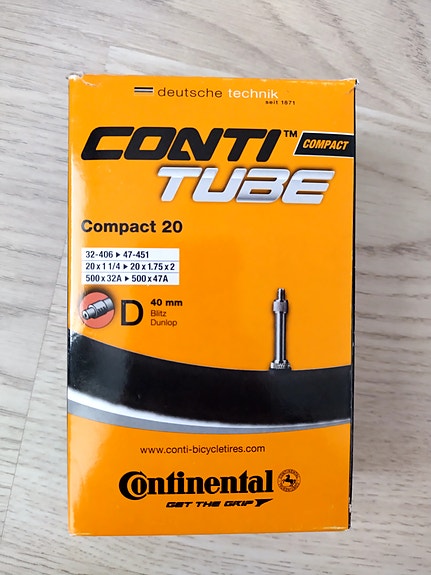 deutsche technik
seit 1871
CONTI™ COMPACT
TUBE
Compact 20
32-406 ▸ 47-451
20 x 1 1/4 ▸ 20 x 1.75 x 2
500 x 32A ▸ 500 x 47A
D 40 mm
Blitz
Dunlop
www.conti-bicycletires.com
Continental
GET THE GRIP